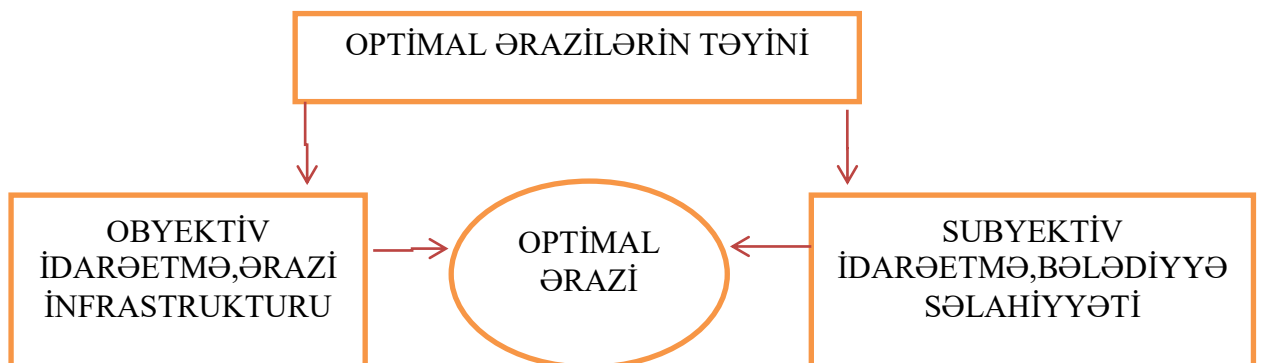 OPTİMAL ƏRAZİLƏRİN TƏYİNİ
OBYEKTİV
İDARƏETMƏ,ƏRAZİ
İNFRASTRUKTURU
OPTİMAL
ƏRAZİ
SUBYEKTİV
İDARƏETMƏ,BƏLƏDİYYƏ
SƏLAHİYYƏTİ